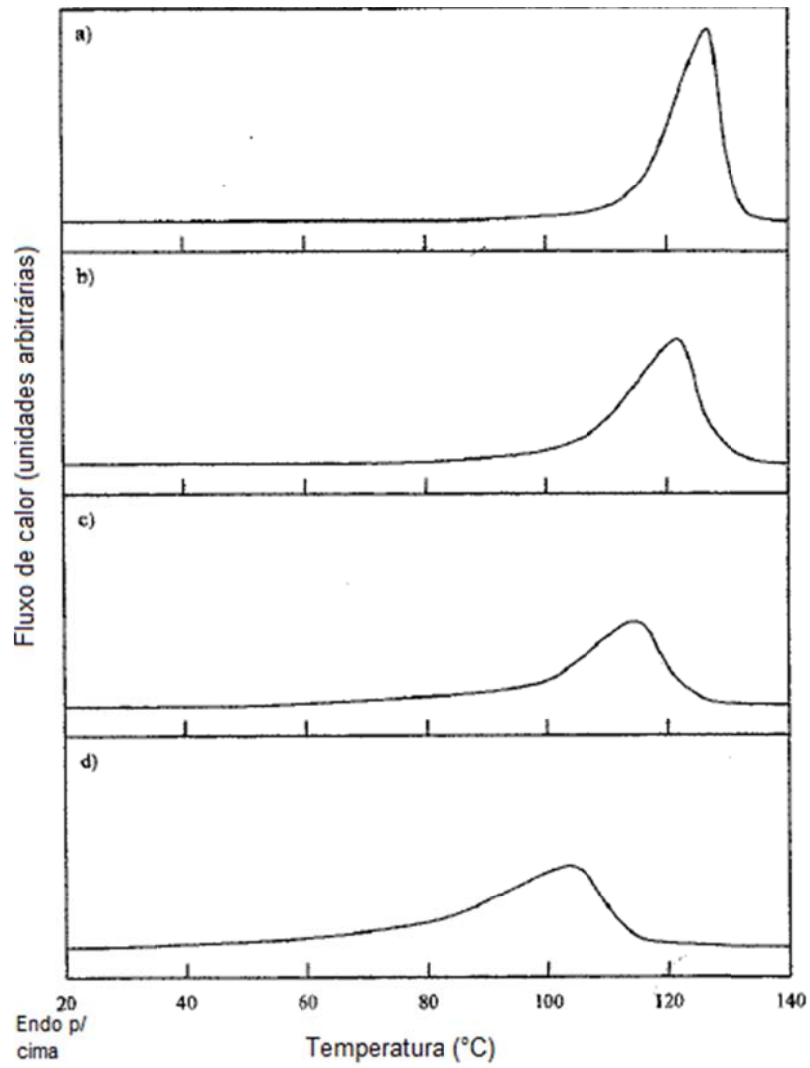 a)
b)
c)
d)
Fluxo de calor (unidades arbitrárias)
20 40 60 80 100 120 140
Endo p/
cima
Temperatura (°C)